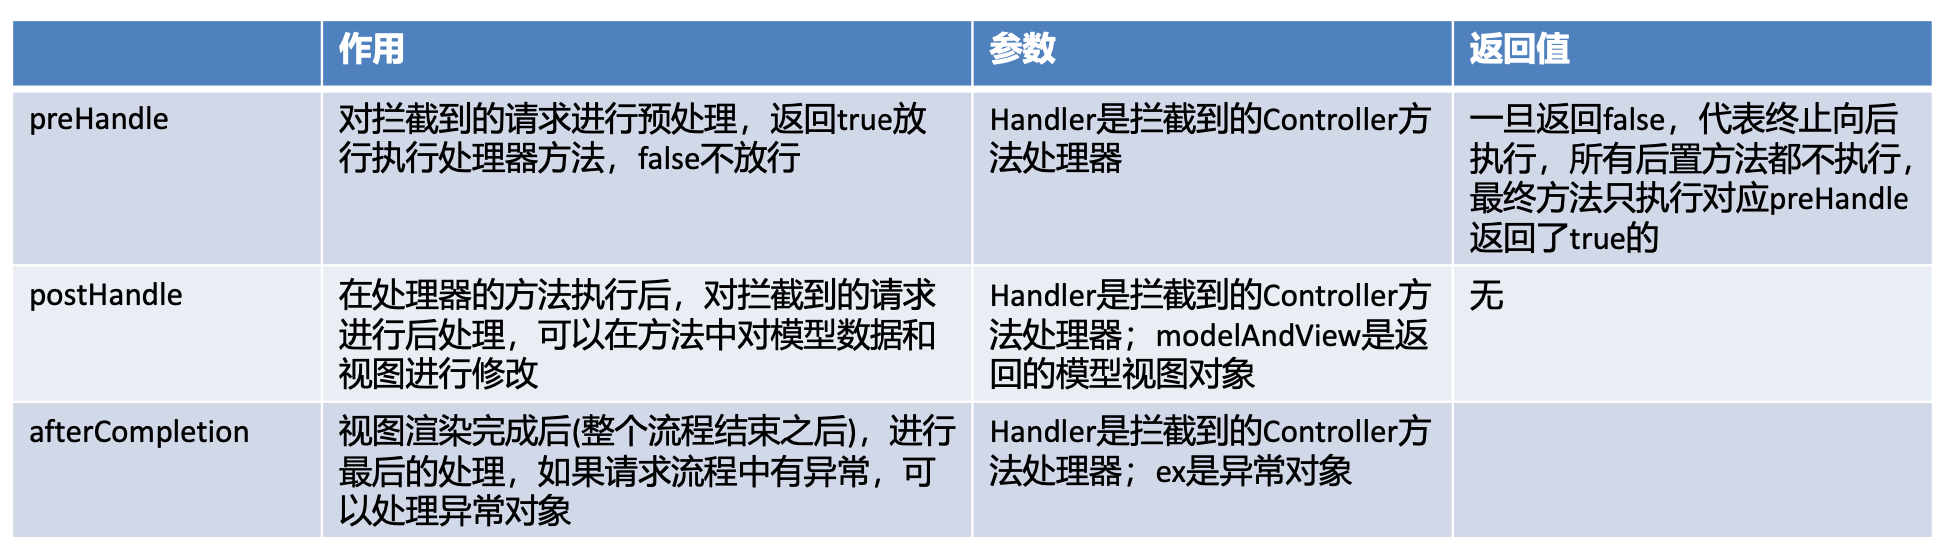 作用
参数
返回值
preHandle
对拦截到的请求进行预处理，返回true放
行执行处理器方法，false不放行
Handler是拦截到的Controller方
法处理器
一旦返回false，代表终止向后
执行，所有后置方法都不执行，
最终方法只执行对应preHandle
返回了true的
postHandle
在处理器的方法执行后，对拦截到的请求
进行后处理，可以在方法中对模型数据和
视图进行修改
Handler是拦截到的Controller方
法处理器；modelAndView是返
回的模型视图对象
无
afterCompletion
视图渲染完成后(整个流程结束之后)，进行
最后的处理，如果请求流程中有异常，可
以处理异常对象
Handler是拦截到的Controller方
法处理器；ex是异常对象